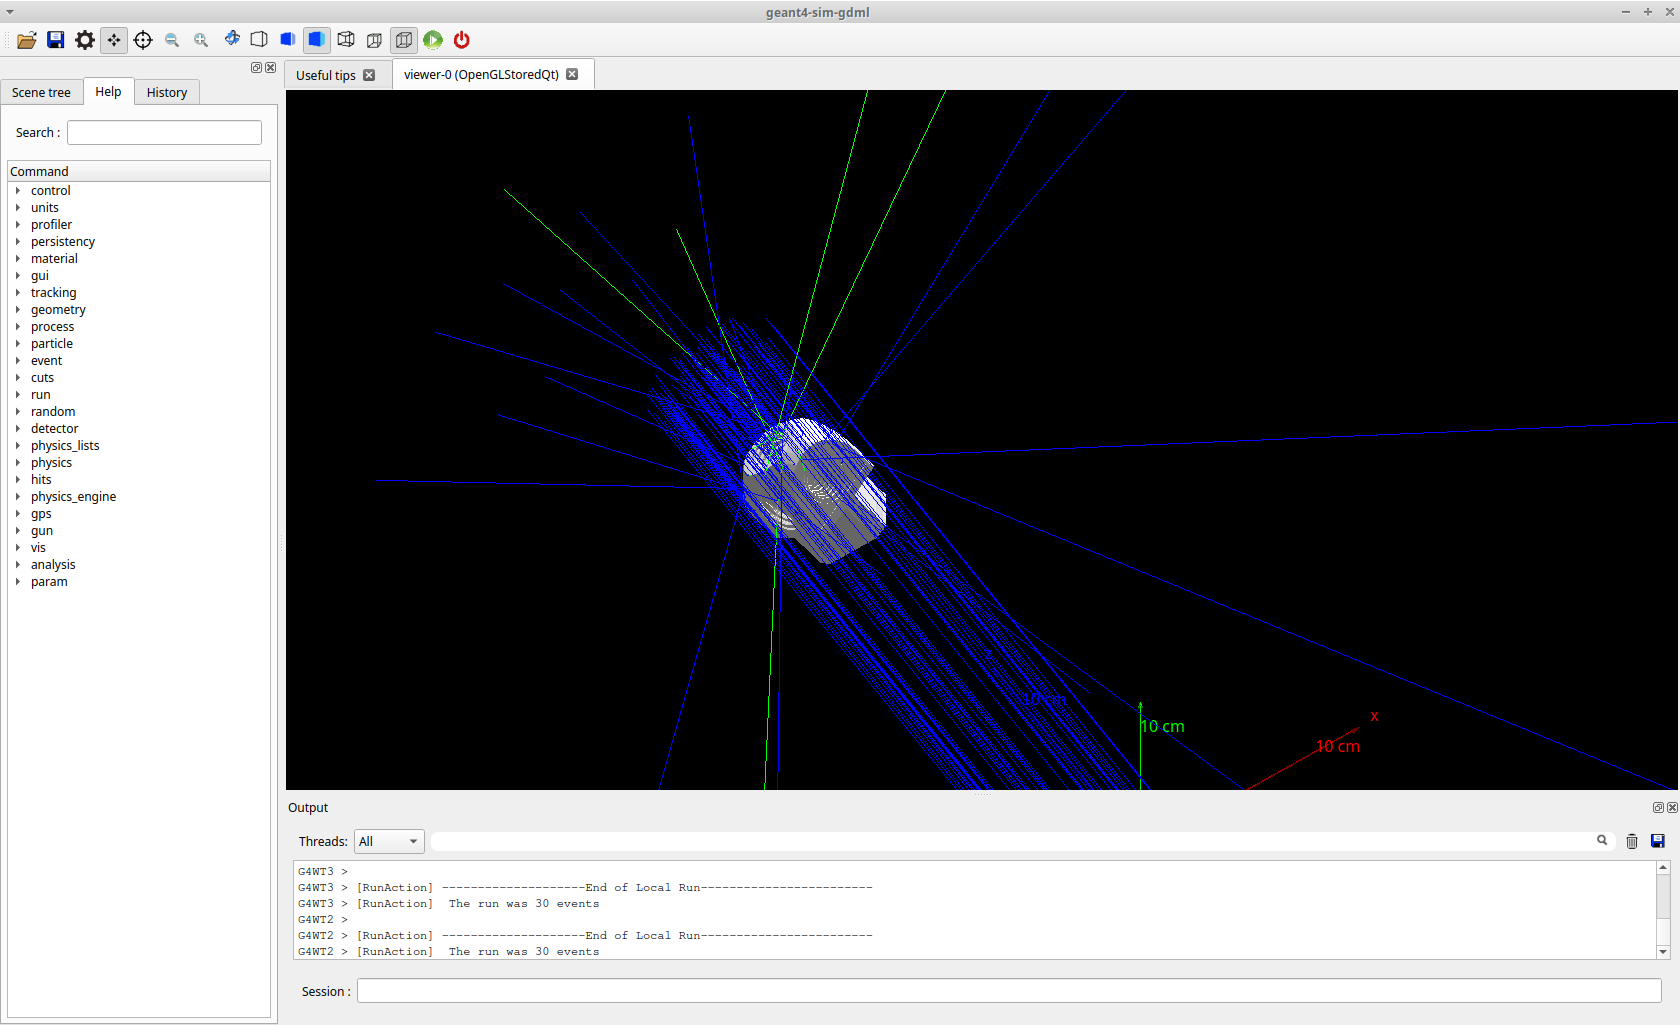 geant4-sim-gdml
Scene tree
Help
History
Useful tips
viewer-0 (OpenGLStoredQt)
Search :
Command
control
units
profiler
persistency
material
gui
tracking
geometry
process
particle
event
cuts
run
random
detector
physics_lists
physics
hits
physics_engine
gps
gun
vis
analysis
param
10 cm
10 cm
x
10 cm
Output
Threads:
All
G4WT3 >
G4WT3 > [RunAction] --------------------End of Local Run------------------------
G4WT3 > [RunAction]  The run was 30 events
G4WT2 >
G4WT2 > [RunAction] --------------------End of Local Run------------------------
G4WT2 > [RunAction]  The run was 30 events
Session :